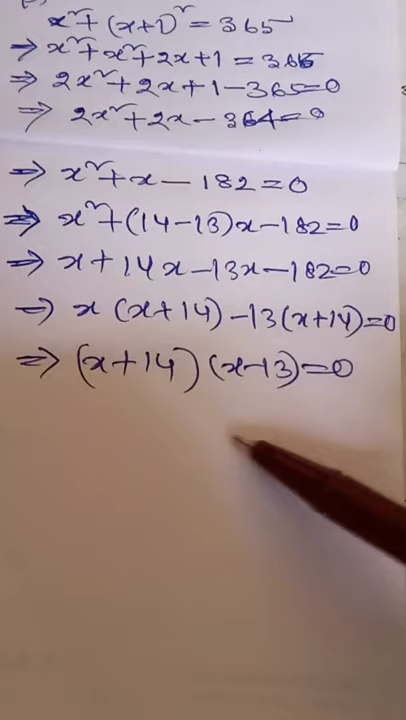 x² + (x+1)² = 365
⇒ x² + x² + 2x + 1 = 365
⇒ 2x² + 2x + 1 - 365 = 0
⇒ 2x² + 2x - 364 = 0
⇒ x² + x - 182 = 0
⇒ x² + (14-13)x - 182 = 0
⇒ x + 14x - 13x - 182 = 0
⇒ x (x+14) - 13(x+14) = 0
⇒ (x+14) (x-13) = 0